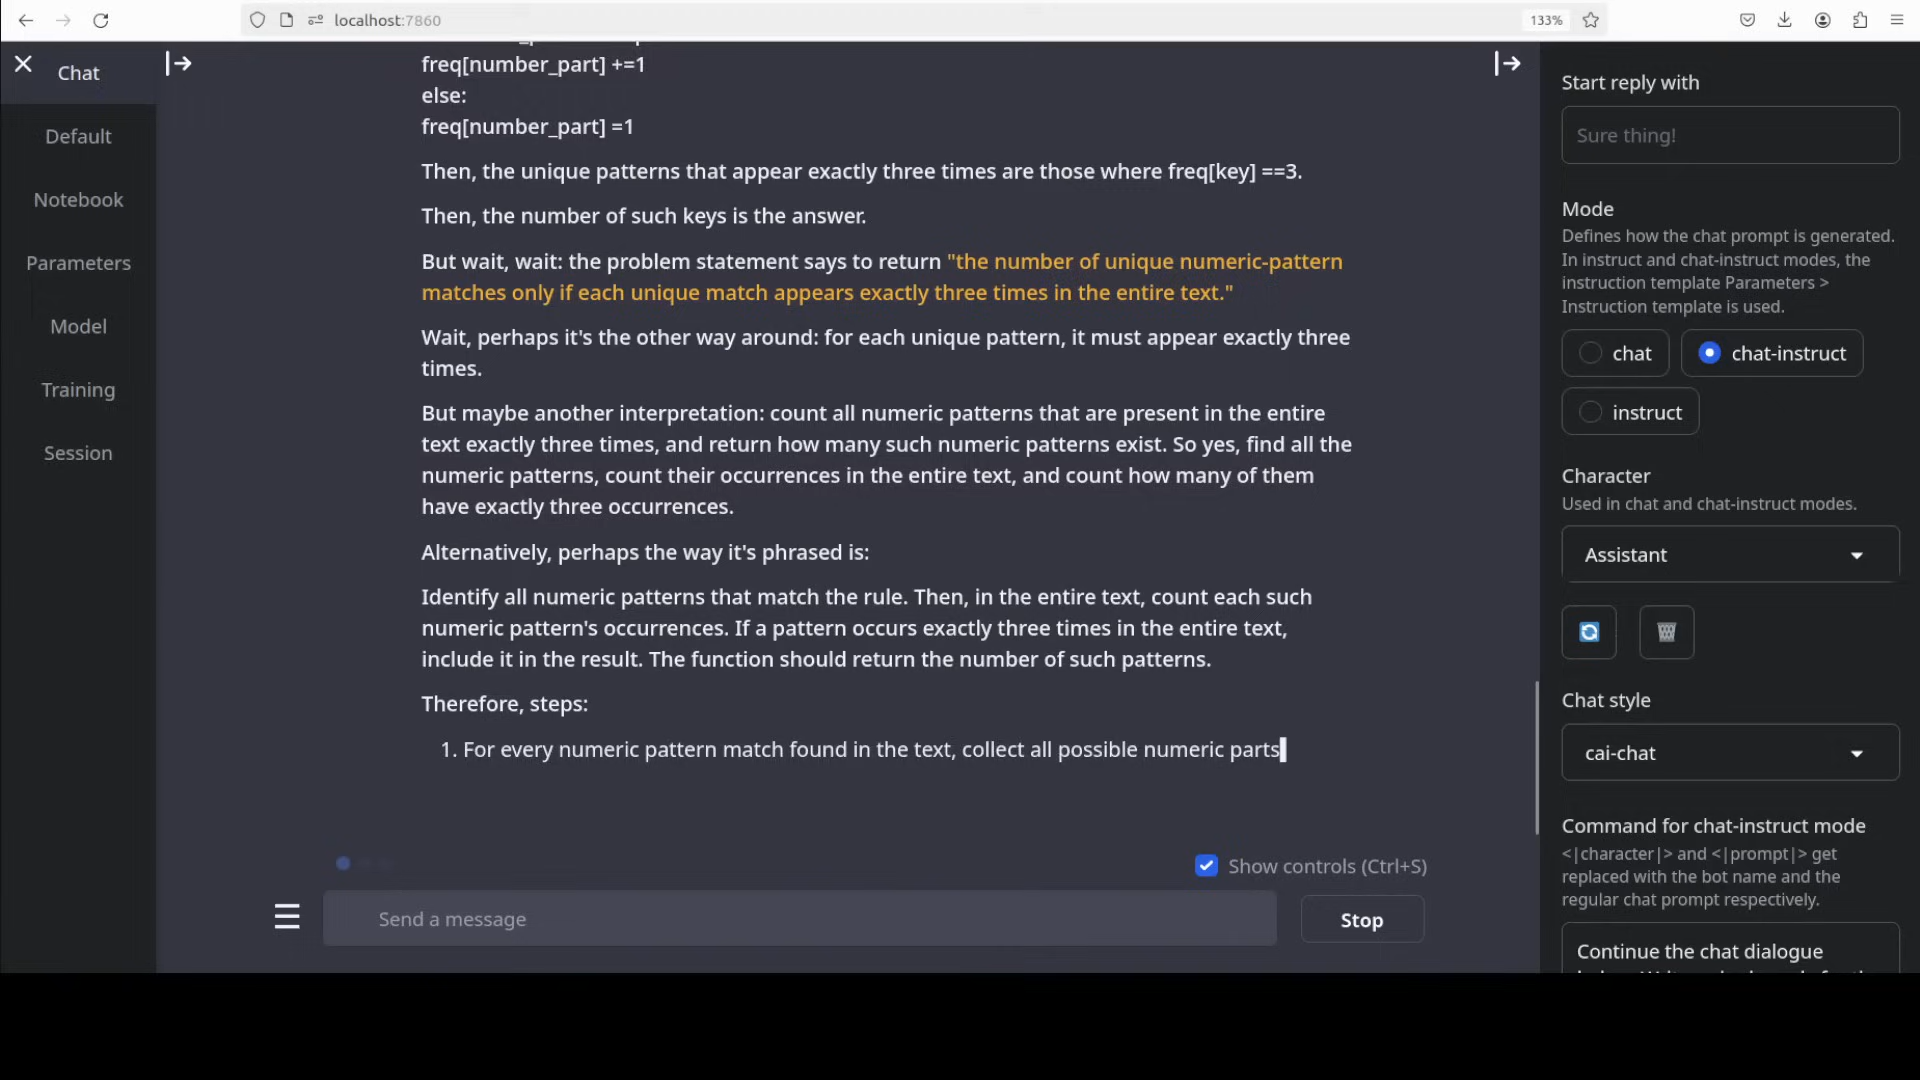 localhost:7860
133%
Chat
Default
Notebook
Parameters
Model
Training
Session
freq[number_part] +=1
else:
freq[number_part] =1
Then, the unique patterns that appear exactly three times are those where freq[key] ==3.
Then, the number of such keys is the answer.
But wait, wait: the problem statement says to return "the number of unique numeric-pattern
matches only if each unique match appears exactly three times in the entire text."
Wait, perhaps it's the other way around: for each unique pattern, it must appear exactly three
times.
But maybe another interpretation: count all numeric patterns that are present in the entire
text exactly three times, and return how many such numeric patterns exist. So yes, find all the
numeric patterns, count their occurrences in the entire text, and count how many of them
have exactly three occurrences.
Alternatively, perhaps the way it's phrased is:
Identify all numeric patterns that match the rule. Then, in the entire text, count each such
numeric pattern's occurrences. If a pattern occurs exactly three times in the entire text,
include it in the result. The function should return the number of such patterns.
Therefore, steps:
1. For every numeric pattern match found in the text, collect all possible numeric parts
Show controls (Ctrl+S)
Send a message
Stop
Start reply with
Sure thing!
Mode
Defines how the chat prompt is generated.
In instruct and chat-instruct modes, the
instruction template Parameters >
Instruction template is used.
chat
chat-instruct
instruct
Character
Used in chat and chat-instruct modes.
Assistant
Chat style
cai-chat
Command for chat-instruct mode
<|character|> and <|prompt|> get
replaced with the bot name and the
regular chat prompt respectively.
Continue the chat dialogue